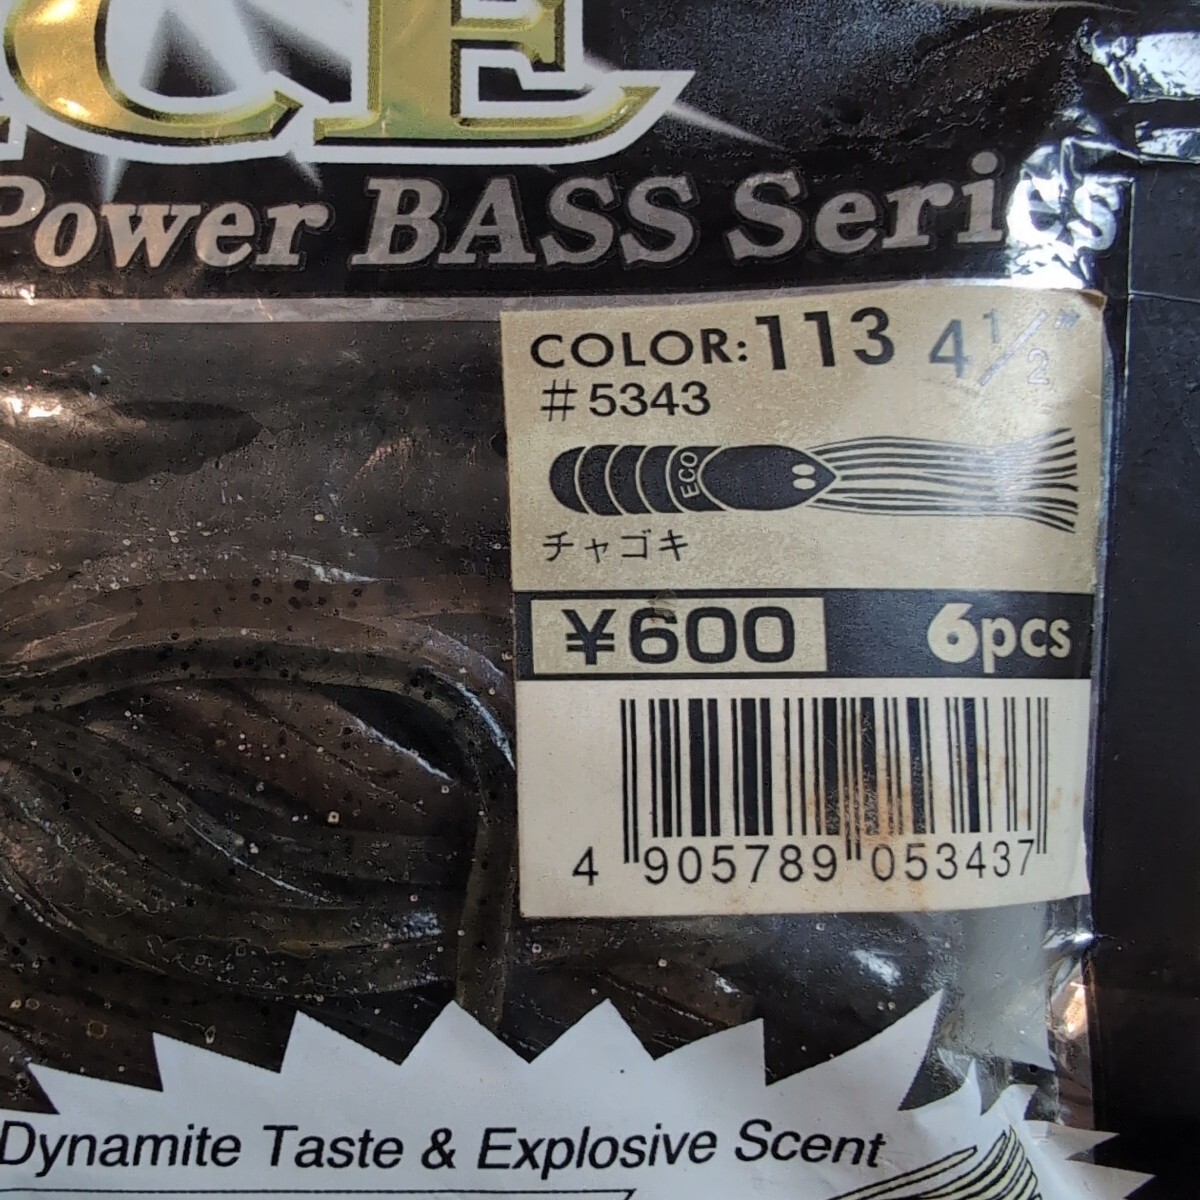 CE
Power BASS Series
COLOR: 113 4 1/2"
#5343
ECO
チャゴキ
¥600 6pcs
4 905789 053437
Dynamite Taste & Explosive Scent